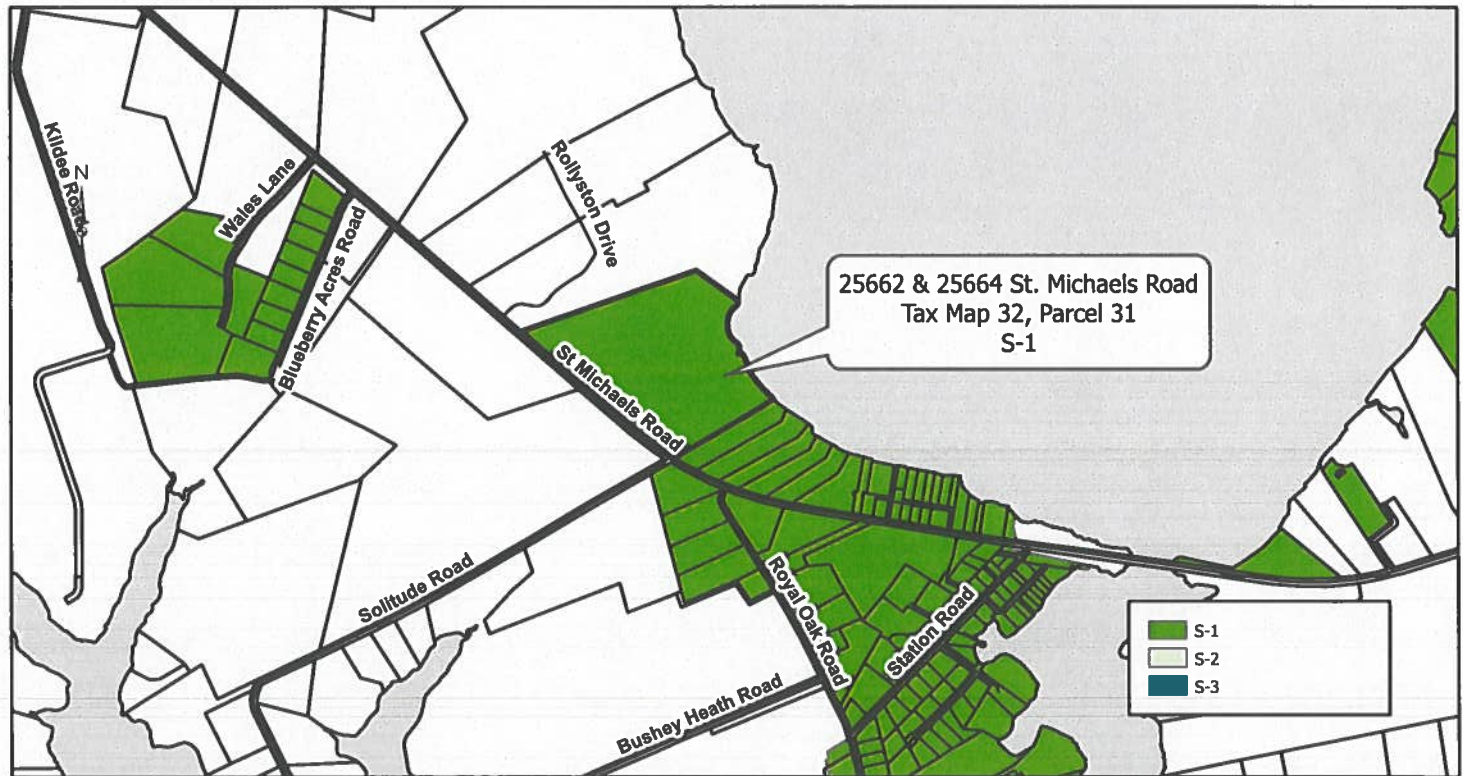 Kildee Road
N
Wales Lane
Blueberry Acres Road
Rollyston Drive
25662 & 25664 St. Michaels Road
Tax Map 32, Parcel 31
S-1
St Michaels Road
Solitude Road
Royal Oak Road
Station Road
Bushey Heath Road
S-1
S-2
S-3